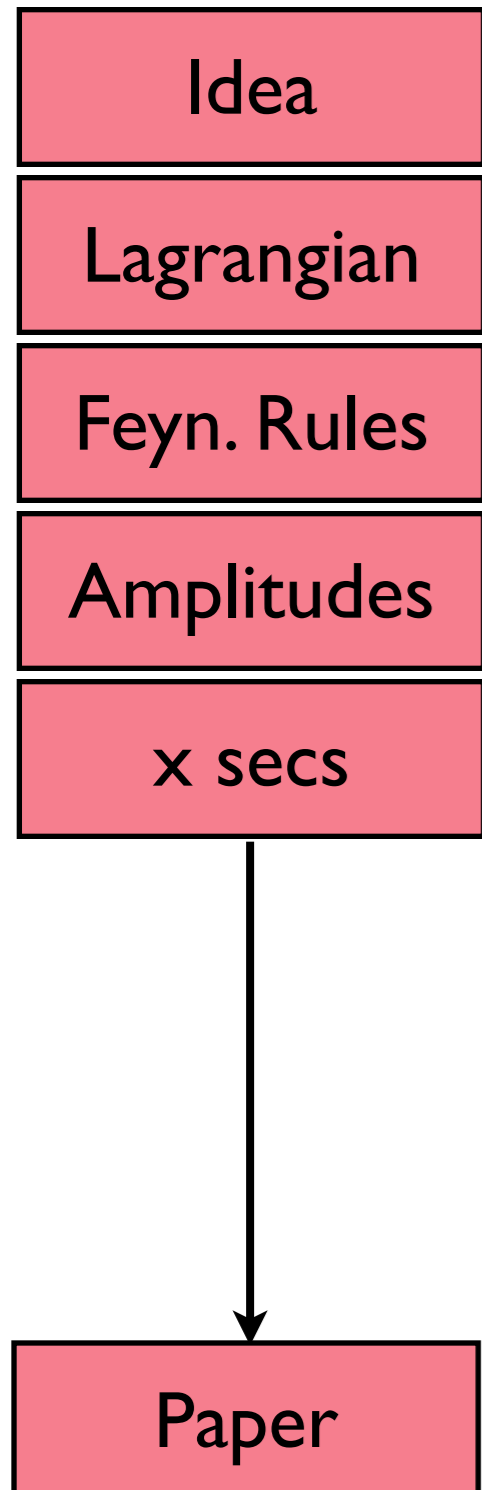 Idea
Lagrangian
Feyn. Rules
Amplitudes
x secs
Paper